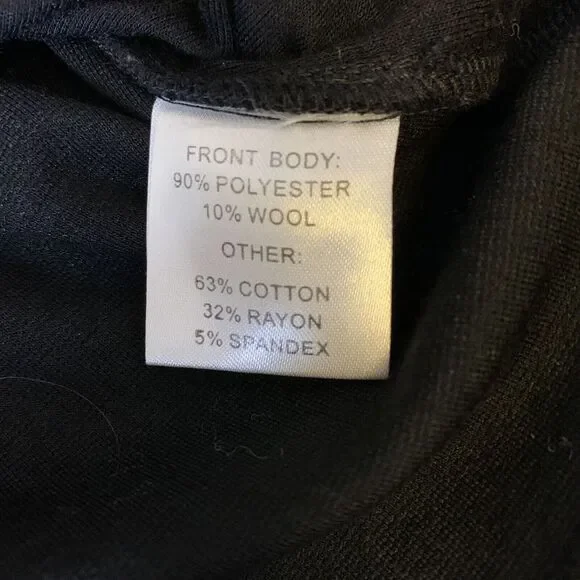 FRONT BODY:
90% POLYESTER
10% WOOL
OTHER:
63% COTTON
32% RAYON
5% SPANDEX